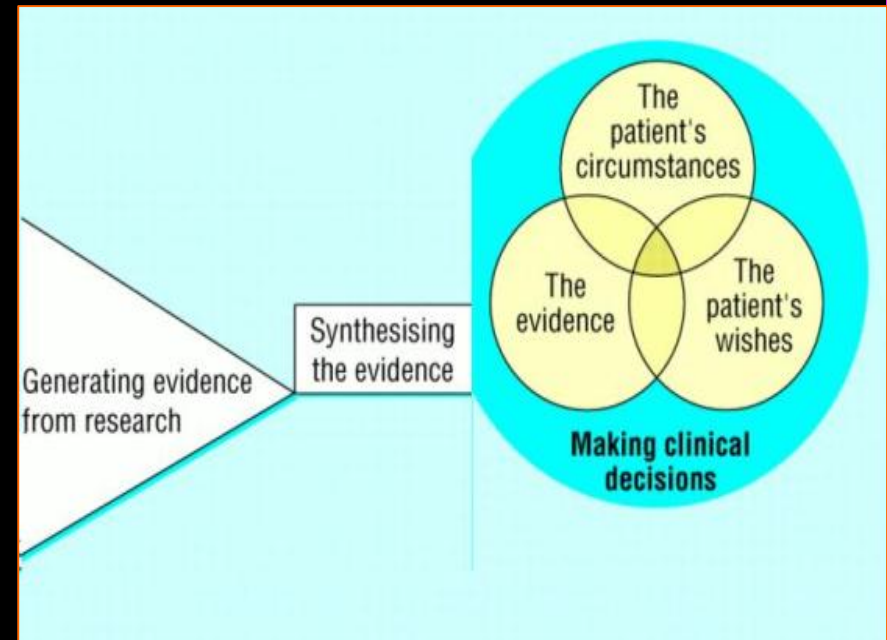 Generating evidence
from research
Synthesising
the evidence
The
patient's
circumstances
The
evidence
The
patient's
wishes
Making clinical
decisions